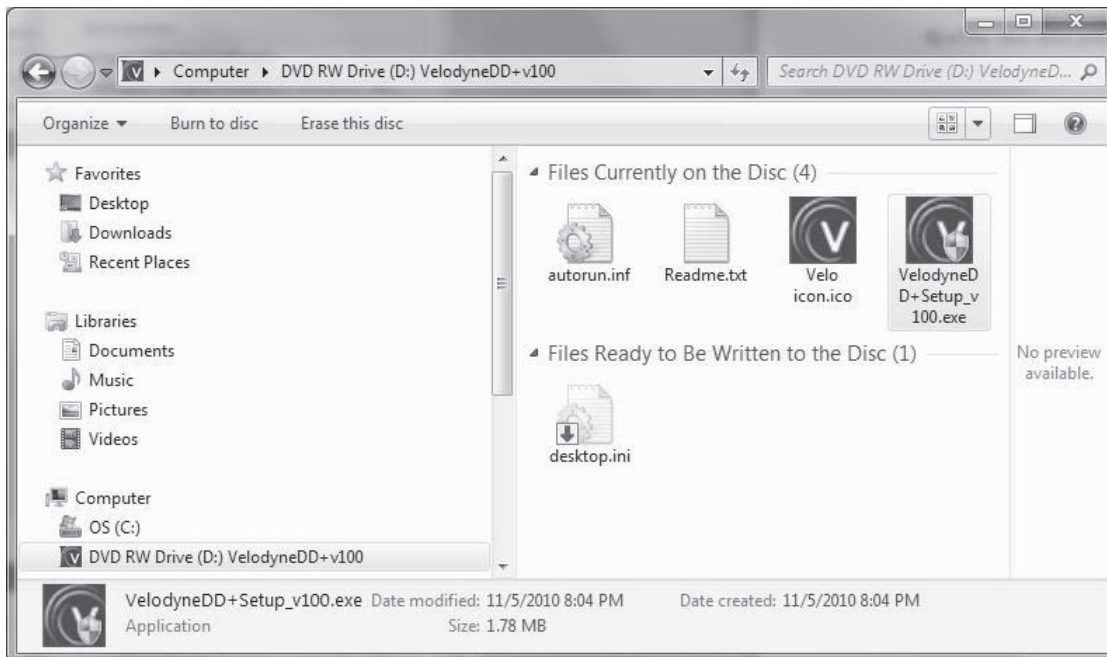 Computer ▸ DVD RW Drive (D:) VelodyneDD+v100
Search DVD RW Drive (D:) VelodyneD...
Organize Burn to disc Erase this disc
Favorites
Desktop
Downloads
Recent Places
Libraries
Documents
Music
Pictures
Videos
Computer
OS (C:)
DVD RW Drive (D:) VelodyneDD+v100
Files Currently on the Disc (4)
autorun.inf
Readme.txt
Velo
icon.ico
VelodyneD
D+Setup_v
100.exe
Files Ready to Be Written to the Disc (1)
desktop.ini
No preview
available.
VelodyneDD+Setup_v100.exe Date modified: 11/5/2010 8:04 PM Date created: 11/5/2010 8:04 PM
Application Size: 1.78 MB